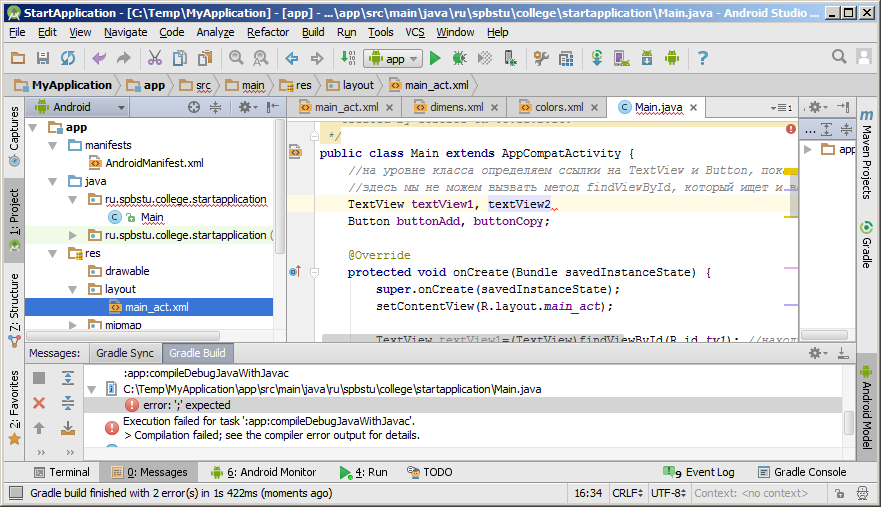 StartApplication - [C:\Temp\MyApplication] - [app] - ...\app\src\main\java\ru\spbstu\college\startapplication\Main.java - Android Studio
File Edit View Navigate Code Analyze Refactor Build Run Tools VCS Window Help
app
MyApplication app src main res layout main_act.xml
Android
main_act.xml dimens.xml colors.xml Main.java
1
Captures
1: Project
Z: Structure
2: Favorites
app
manifests
AndroidManifest.xml
java
ru.spbstu.college.startapplication
Main
ru.spbstu.college.startapplication (
res
drawable
layout
main_act.xml
mipmap
*/
public class Main extends AppCompatActivity {
//на уровне класса определяем ссылки на TextView и Button, пок
//здесь мы не можем вызвать метод findViewById, который ищет и в
TextView textView1, textView2
Button buttonAdd, buttonCopy;
@Override
protected void onCreate(Bundle savedInstanceState) {
super.onCreate(savedInstanceState);
setContentView(R.layout.main_act);
TextView textView1=(TextView)findViewById(R.id.tv1); //наход
...
app
Maven Projects
Gradle
Android Model
Messages: Gradle Sync Gradle Build
:app:compileDebugJavaWithJavac
C:\Temp\MyApplication\app\src\main\java\ru\spbstu\college\startapplication\Main.java
error: ';' expected
Execution failed for task ':app:compileDebugJavaWithJavac'.
> Compilation failed; see the compiler error output for details.
Terminal 0: Messages 6: Android Monitor 4: Run TODO 9 Event Log Gradle Console
Gradle build finished with 2 error(s) in 1s 422ms (moments ago) 16:34 CRLF UTF-8 Context: <no context>